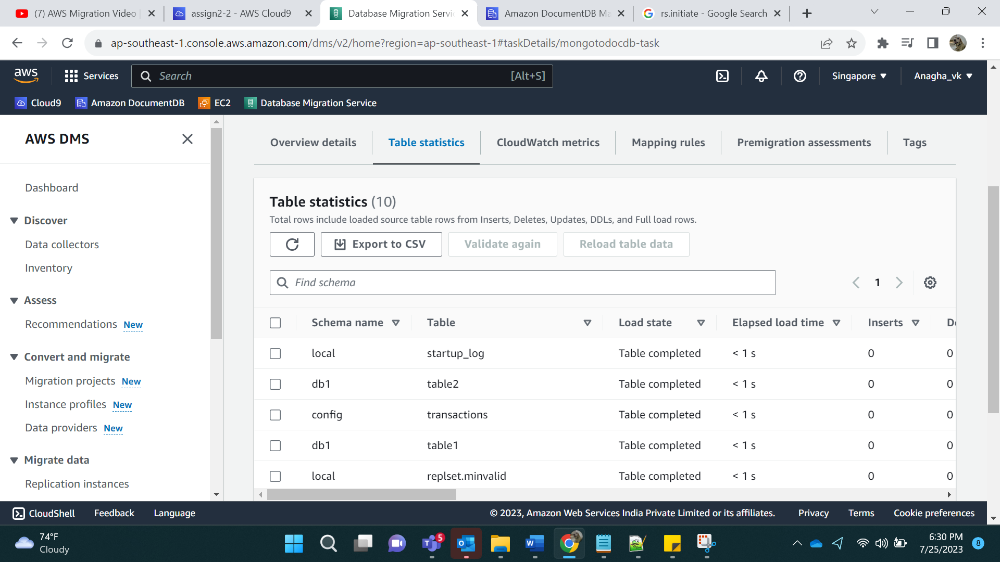 (7) AWS Migration Video
assign2-2 - AWS Cloud9
Database Migration Servic
Amazon DocumentDB Ma
rs.initiate - Google Search
ap-southeast-1.console.aws.amazon.com/dms/v2/home?region=ap-southeast-1#taskDetails/mongotodocdb-task
aws
Services
Search
[Alt+S]
Singapore
Anagha_vk
Cloud9
Amazon DocumentDB
EC2
Database Migration Service
AWS DMS
Dashboard
Discover
Data collectors
Inventory
Assess
Recommendations New
Convert and migrate
Migration projects New
Instance profiles New
Data providers New
Migrate data
Replication instances
Overview details
Table statistics
CloudWatch metrics
Mapping rules
Premigration assessments
Tags
Table statistics (10)
Total rows include loaded source table rows from Inserts, Deletes, Updates, DDLs, and Full load rows.
Export to CSV
Validate again
Reload table data
Find schema
1
Schema name Table Load state Elapsed load time Inserts De
local startup_log Table completed < 1 s 0 0
db1 table2 Table completed < 1 s 0 0
config transactions Table completed < 1 s 0 0
db1 table1 Table completed < 1 s 0 0
local replset.minvalid Table completed < 1 s 0 0
CloudShell
Feedback
Language
© 2023, Amazon Web Services India Private Limited or its affiliates.
Privacy
Terms
Cookie preferences
74°F
Cloudy
5
6:30 PM
7/25/2023
8